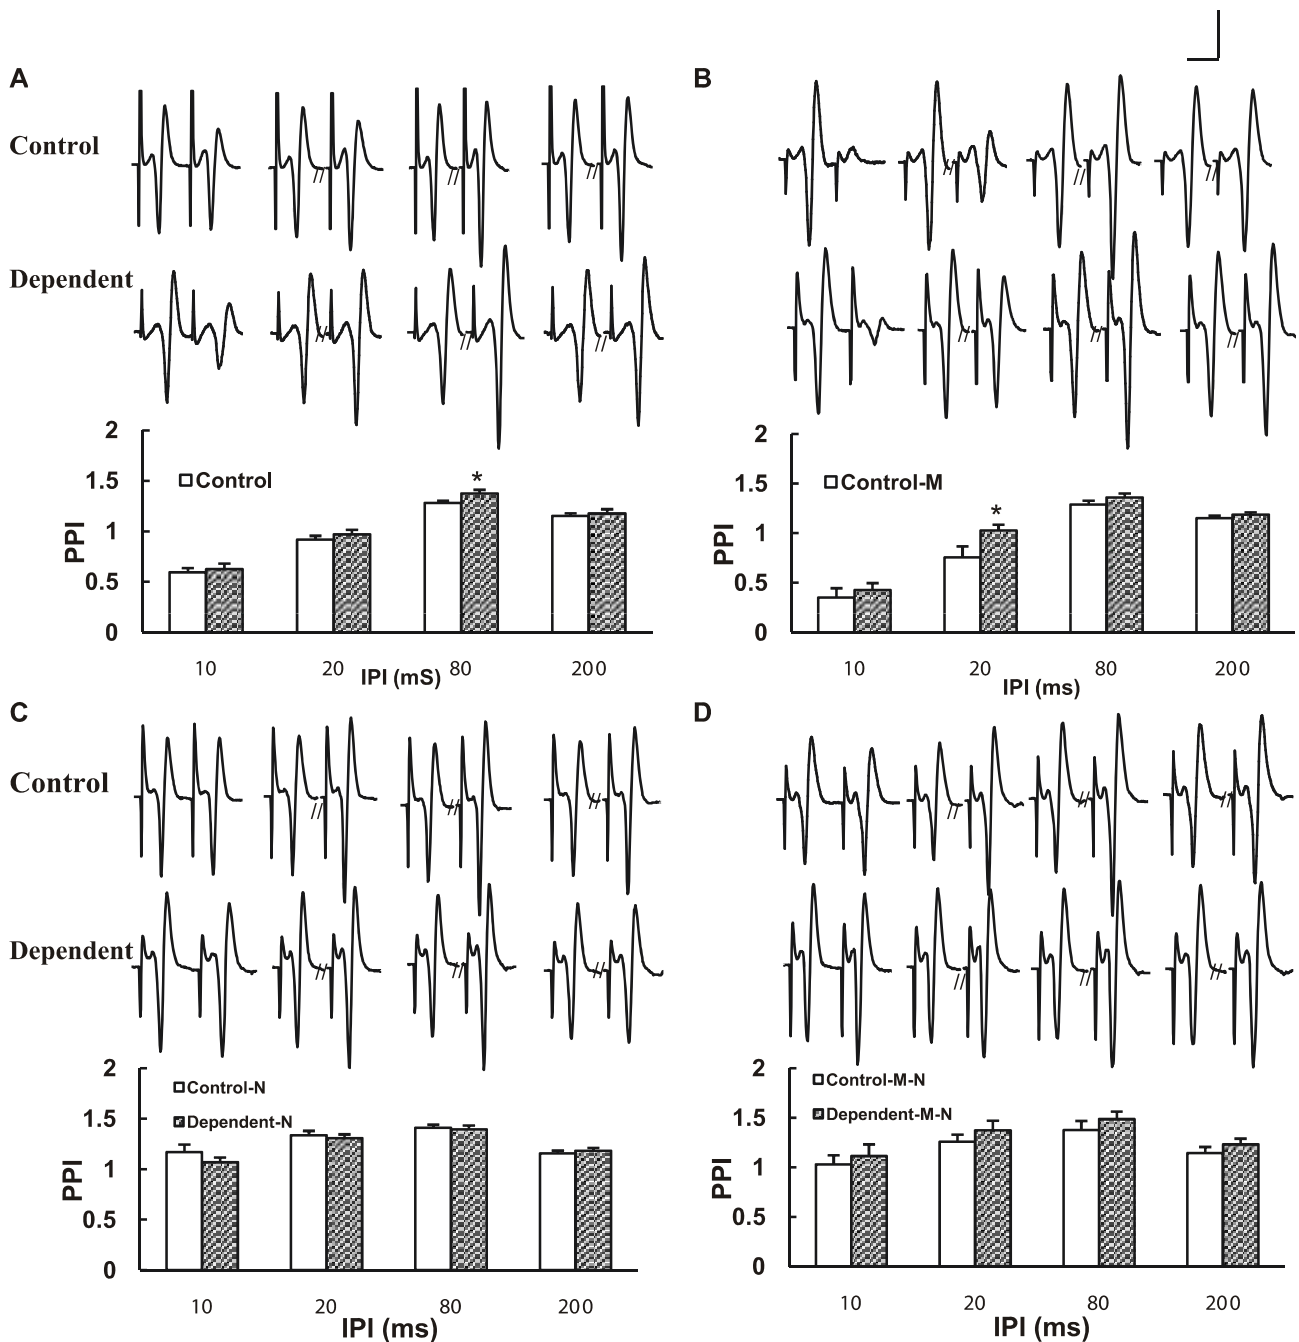 A
B
Control
Dependent
2
1.5
1
0.5
0
PPI
Control
*
10
20
80
200
IPI (mS)
2
1.5
1
0.5
0
PPI
Control-M
*
10
20
80
200
IPI (ms)
C
D
Control
Dependent
2
1.5
1
0.5
0
PPI
Control-N
Dependent-N
10
20
80
200
IPI (ms)
2
1.5
1
0.5
0
PPI
Control-M-N
Dependent-M-N
10
20
80
200
IPI (ms)